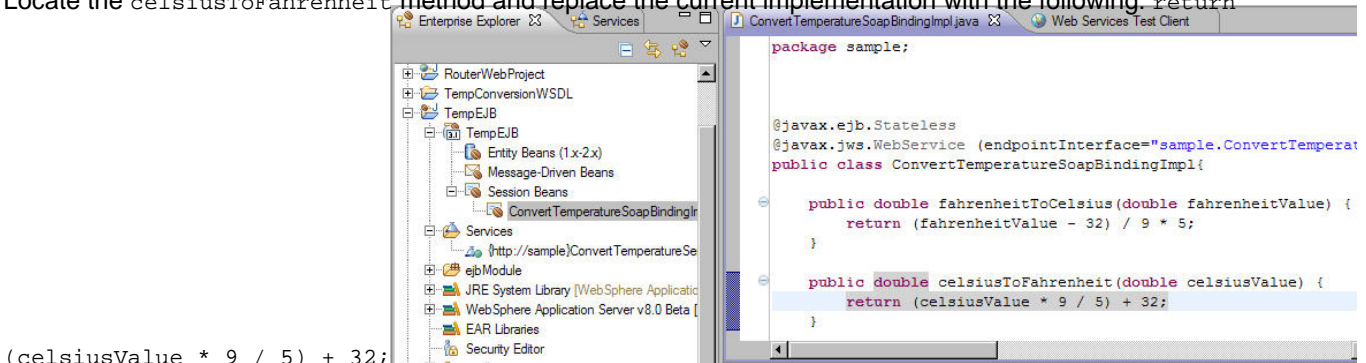 Locate the celsiusToFahrenheit method and replace the current implementation with the following: return
Enterprise Explorer
Services
RouterWebProject
TempConversionWSDL
TempEJB
TempEJB
Entity Beans (1.x-2.x)
Message-Driven Beans
Session Beans
ConvertTemperatureSoapBindingIr
Services
{http://sample}ConvertTemperatureSe
ejbModule
JRE System Library [WebSphere Applicatic
WebSphere Application Server v8.0 Beta [
EAR Libraries
Security Editor
ConvertTemperatureSoapBindingImpl.java
Web Services Test Client
package sample;
@javax.ejb.Stateless
@javax.jws.WebService (endpointInterface="sample.ConvertTemperat
public class ConvertTemperatureSoapBindingImpl{
public double fahrenheitToCelsius(double fahrenheitValue) {
return (fahrenheitValue - 32) / 9 * 5;
}
public double celsiusToFahrenheit(double celsiusValue) {
return (celsiusValue * 9 / 5) + 32;
}
(celsiusValue * 9 / 5) + 32;